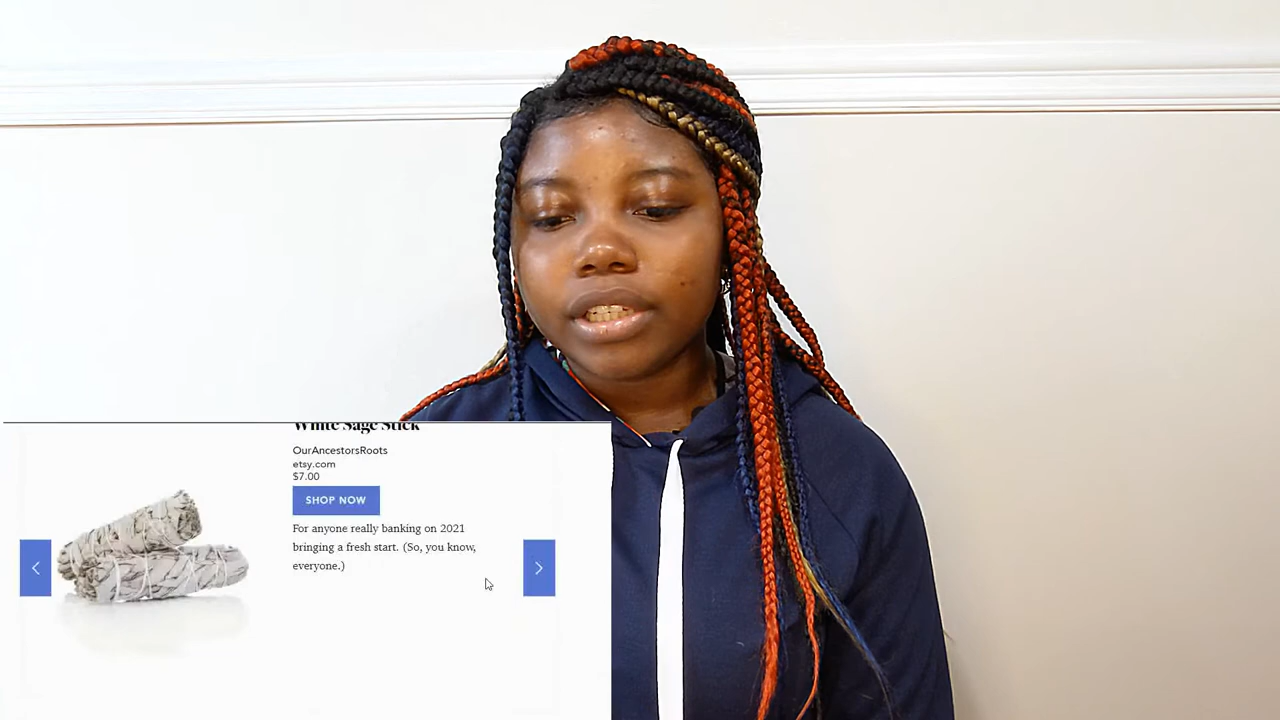 White Sage Stick
OurAncestorsRoots
etsy.com
$7.00
SHOP NOW
For anyone really banking on 2021
bringing a fresh start. (So, you know,
everyone.)